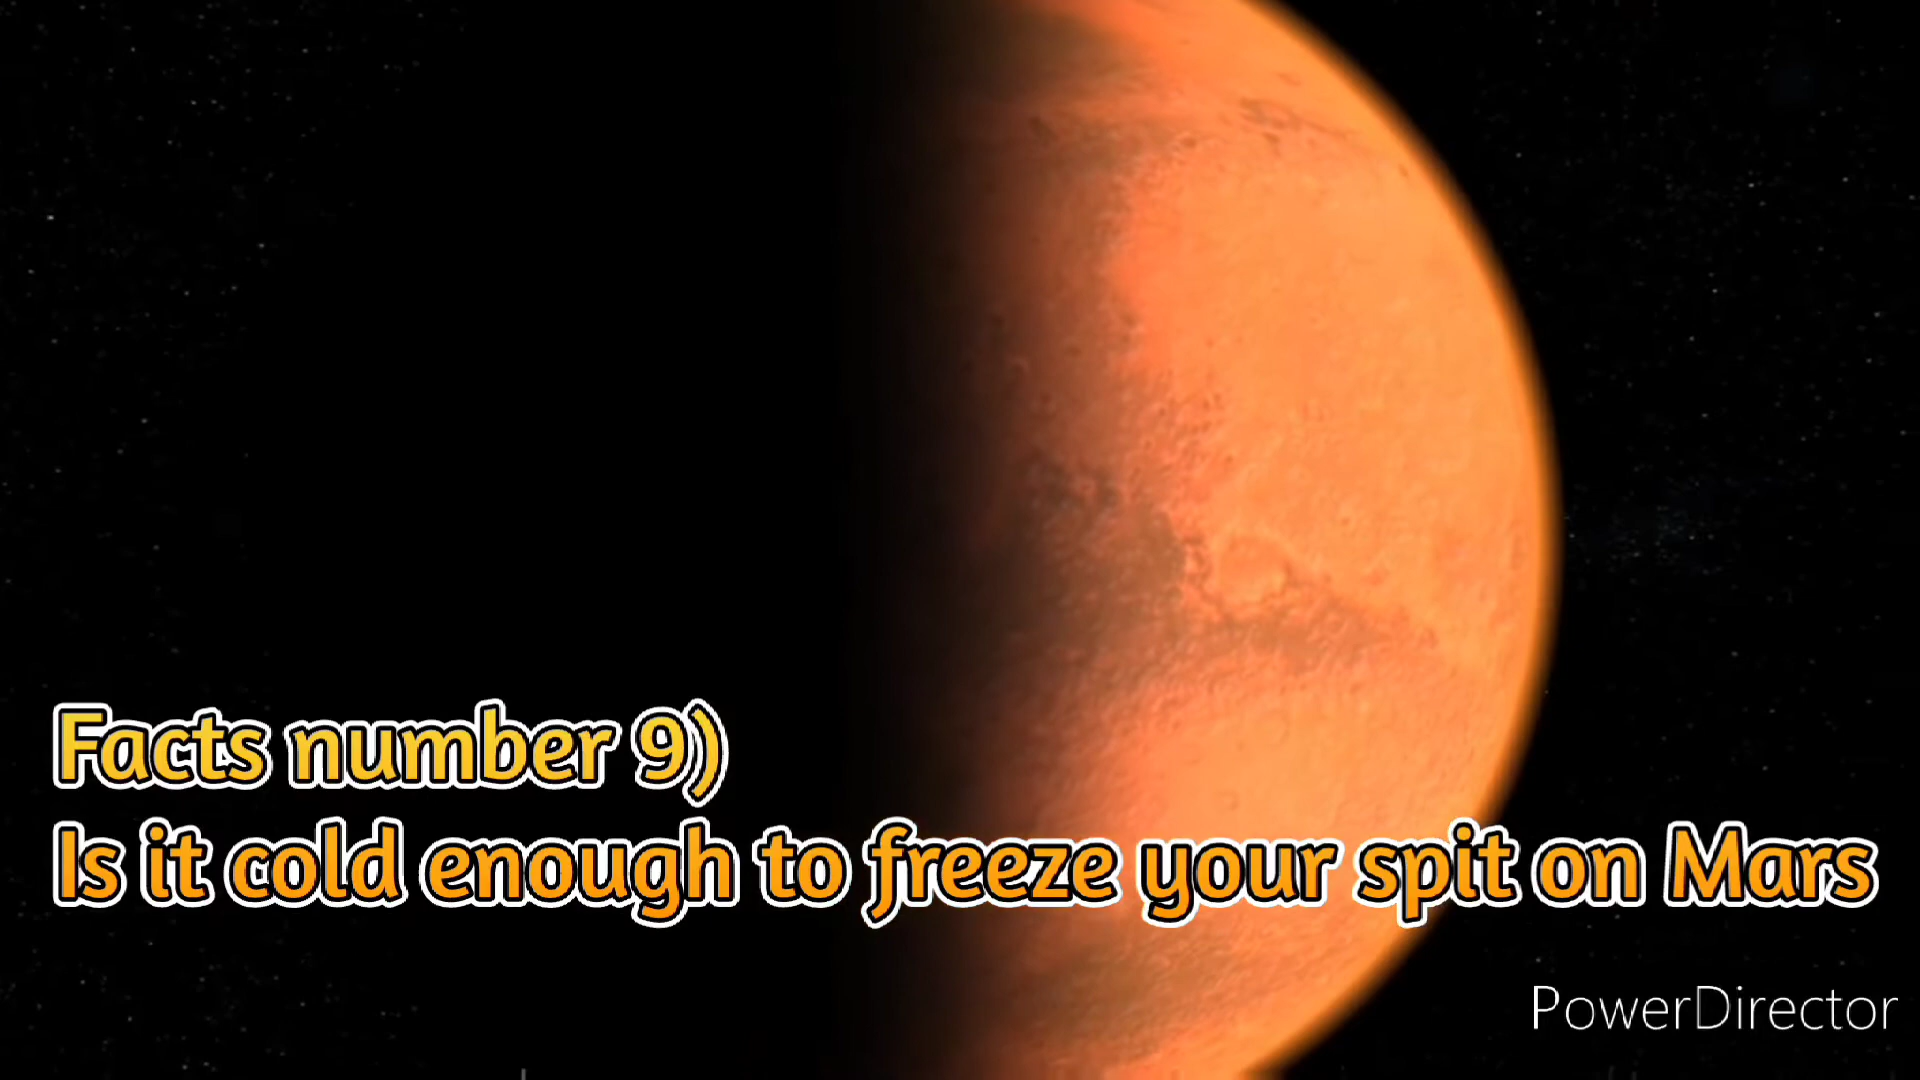 Facts number 9)
Is it cold enough to freeze your spit on Mars
PowerDirector